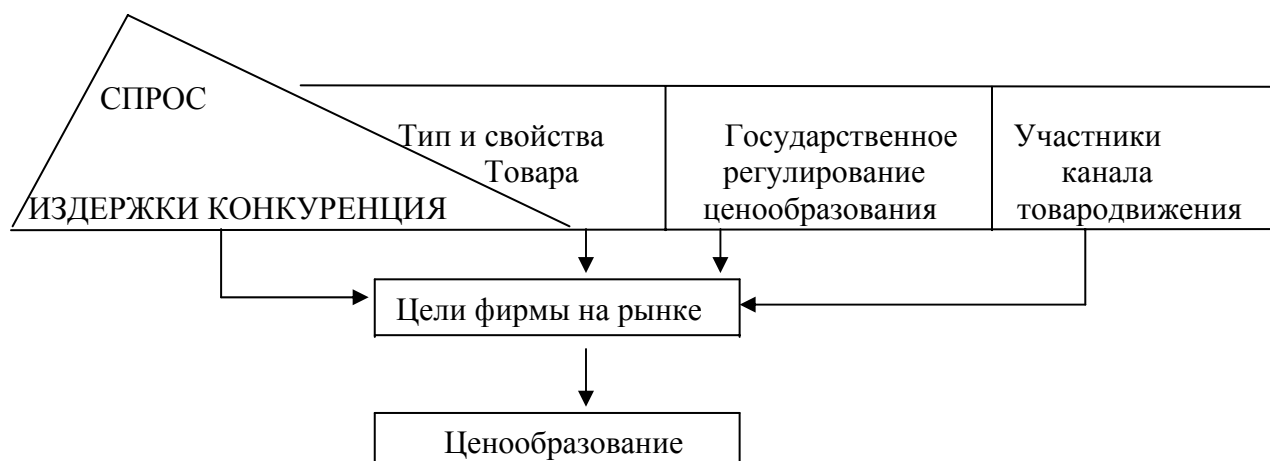 СПРОС
Тип и свойства
Товара
Государственное
регулирование
ценообразования
Участники
канала
товародвижения
ИЗДЕРЖКИ КОНКУРЕНЦИЯ
Цели фирмы на рынке
Ценообразование